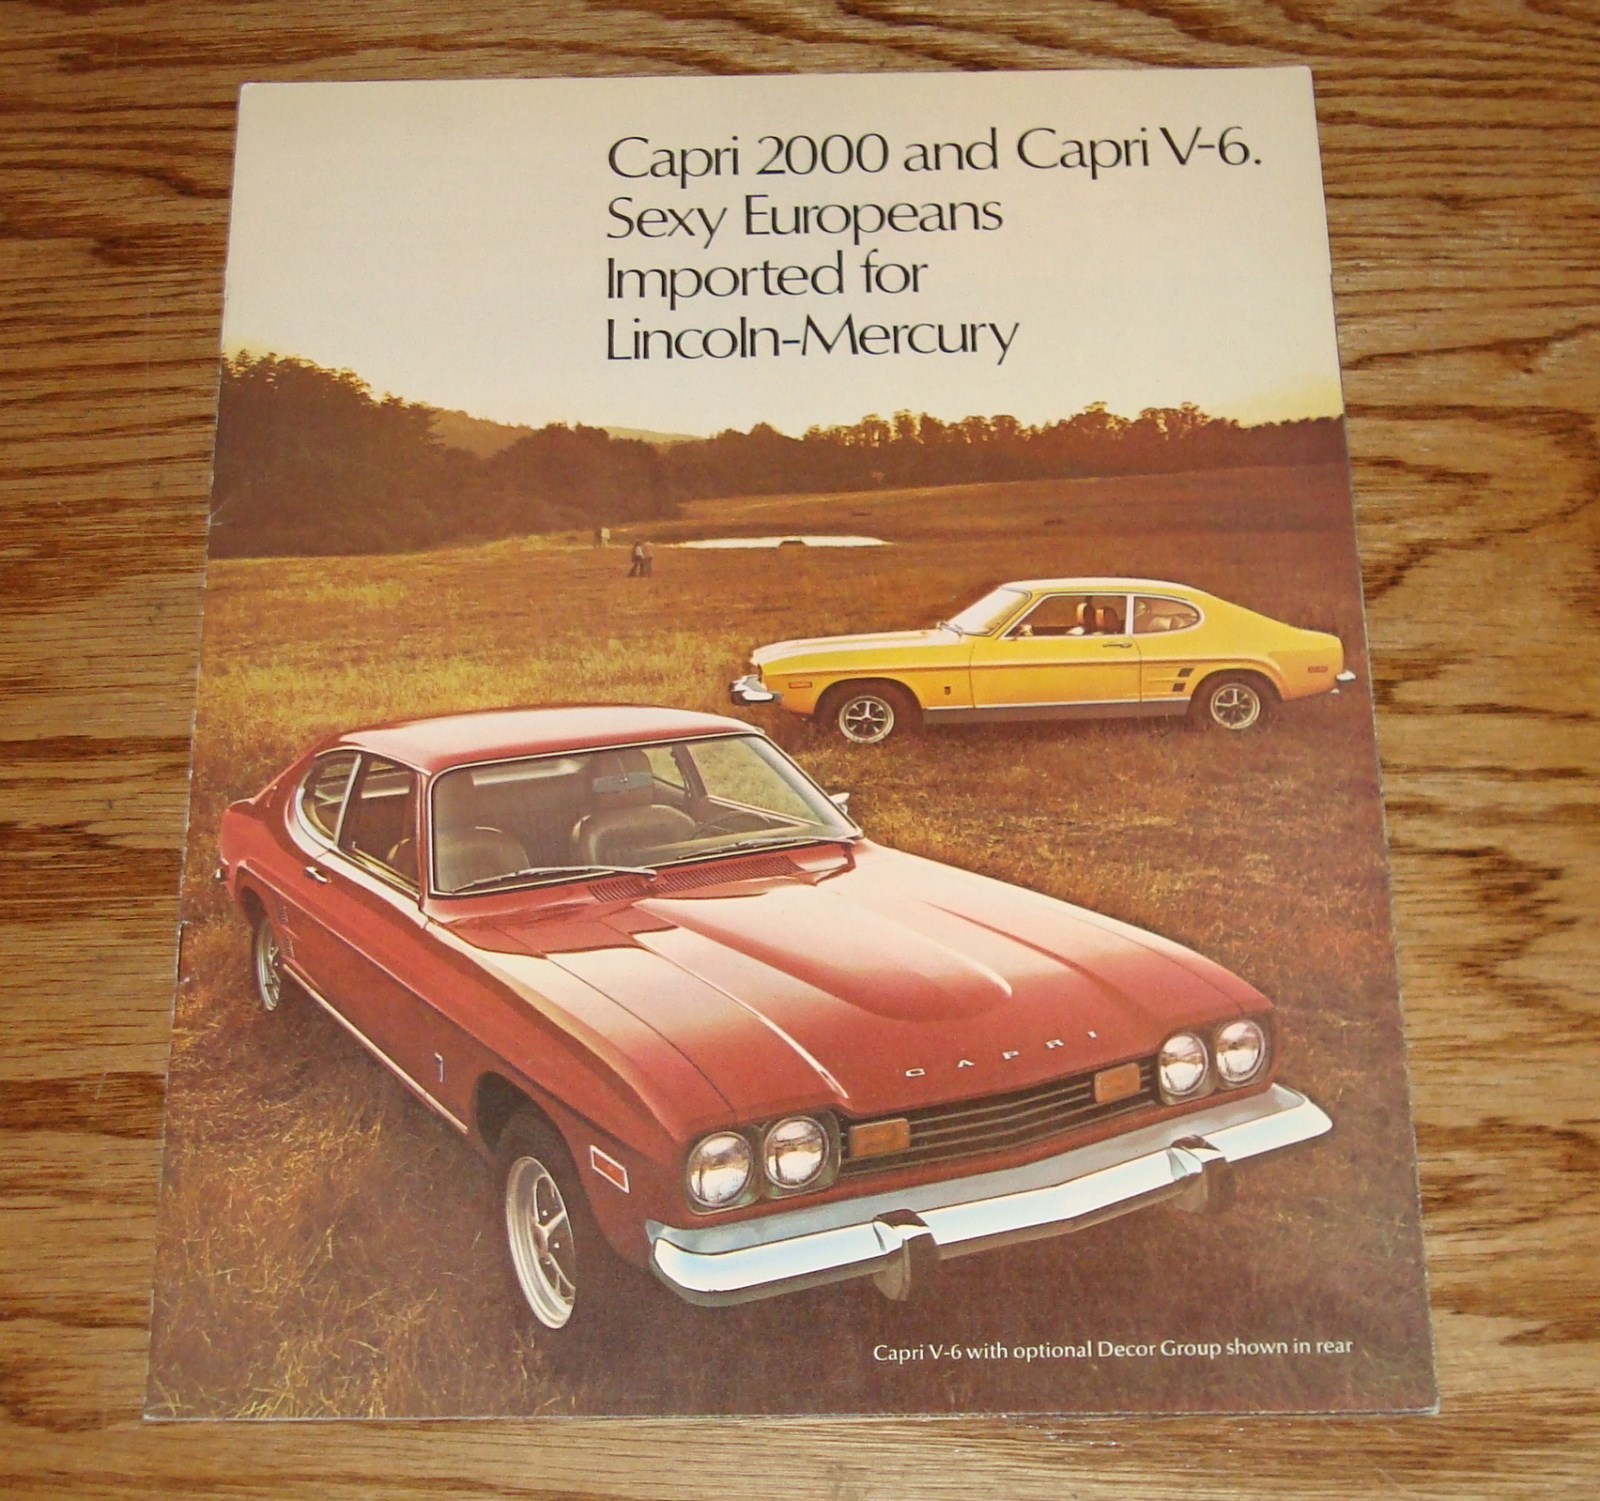 Capri 2000 and Capri V-6.
Sexy Europeans
Imported for
Lincoln-Mercury
CAPRI
Capri V-6 with optional Decor Group shown in rear